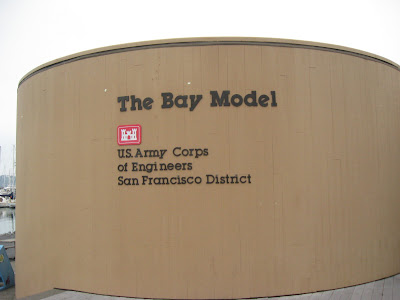 The Bay Model
U.S. Army Corps
of Engineers
San Francisco District